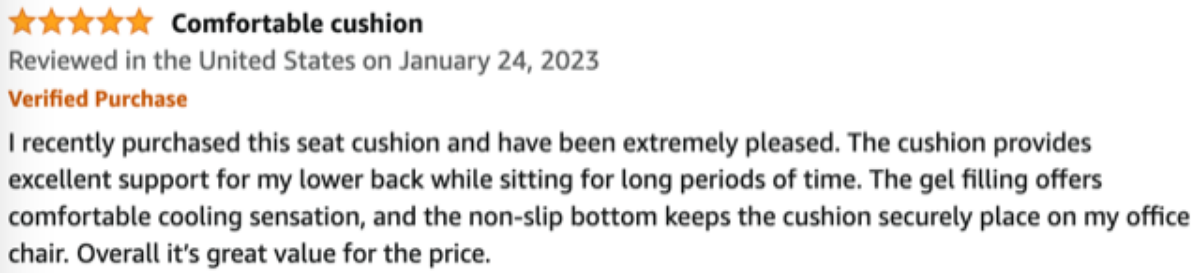 Comfortable cushion
Reviewed in the United States on January 24, 2023
Verified Purchase
I recently purchased this seat cushion and have been extremely pleased. The cushion provides
excellent support for my lower back while sitting for long periods of time. The gel filling offers
comfortable cooling sensation, and the non-slip bottom keeps the cushion securely place on my office
chair. Overall it’s great value for the price.